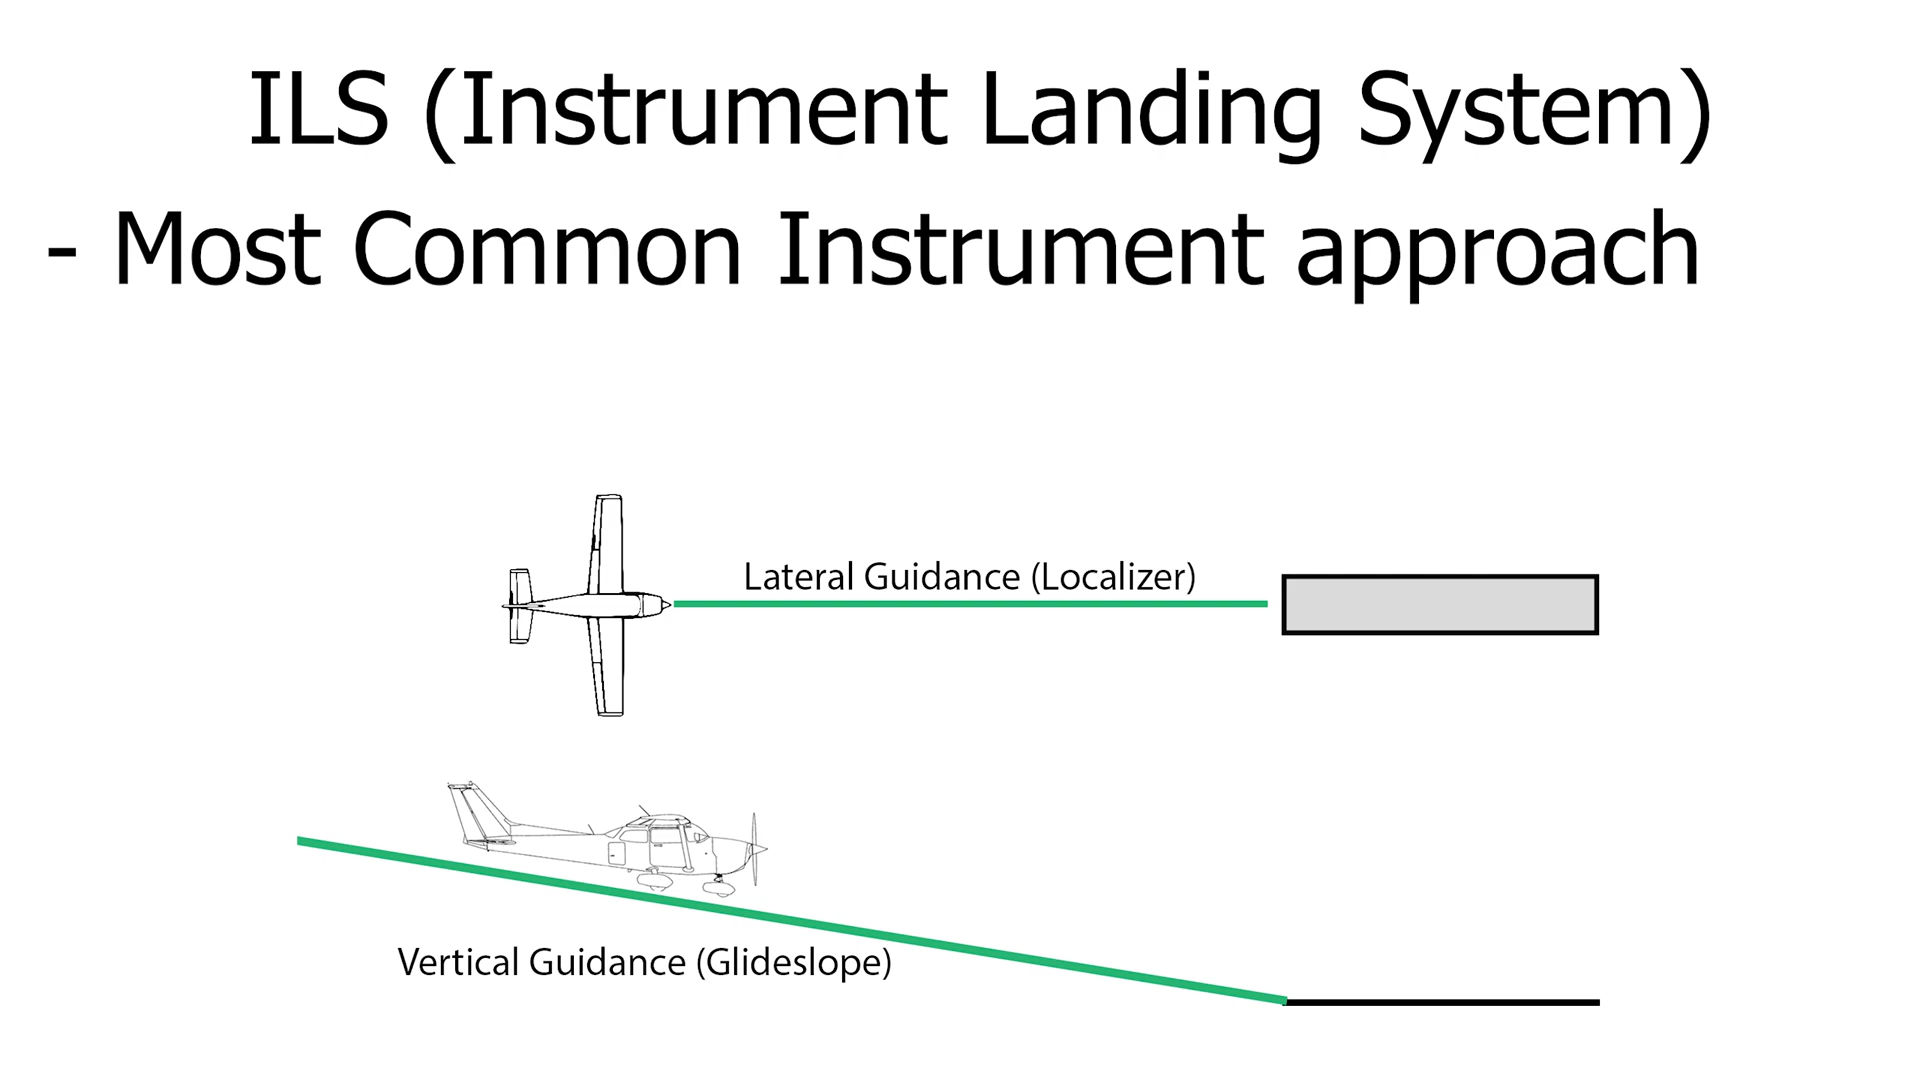 ILS (Instrument Landing System)
- Most Common Instrument approach
Lateral Guidance (Localizer)
Vertical Guidance (Glideslope)